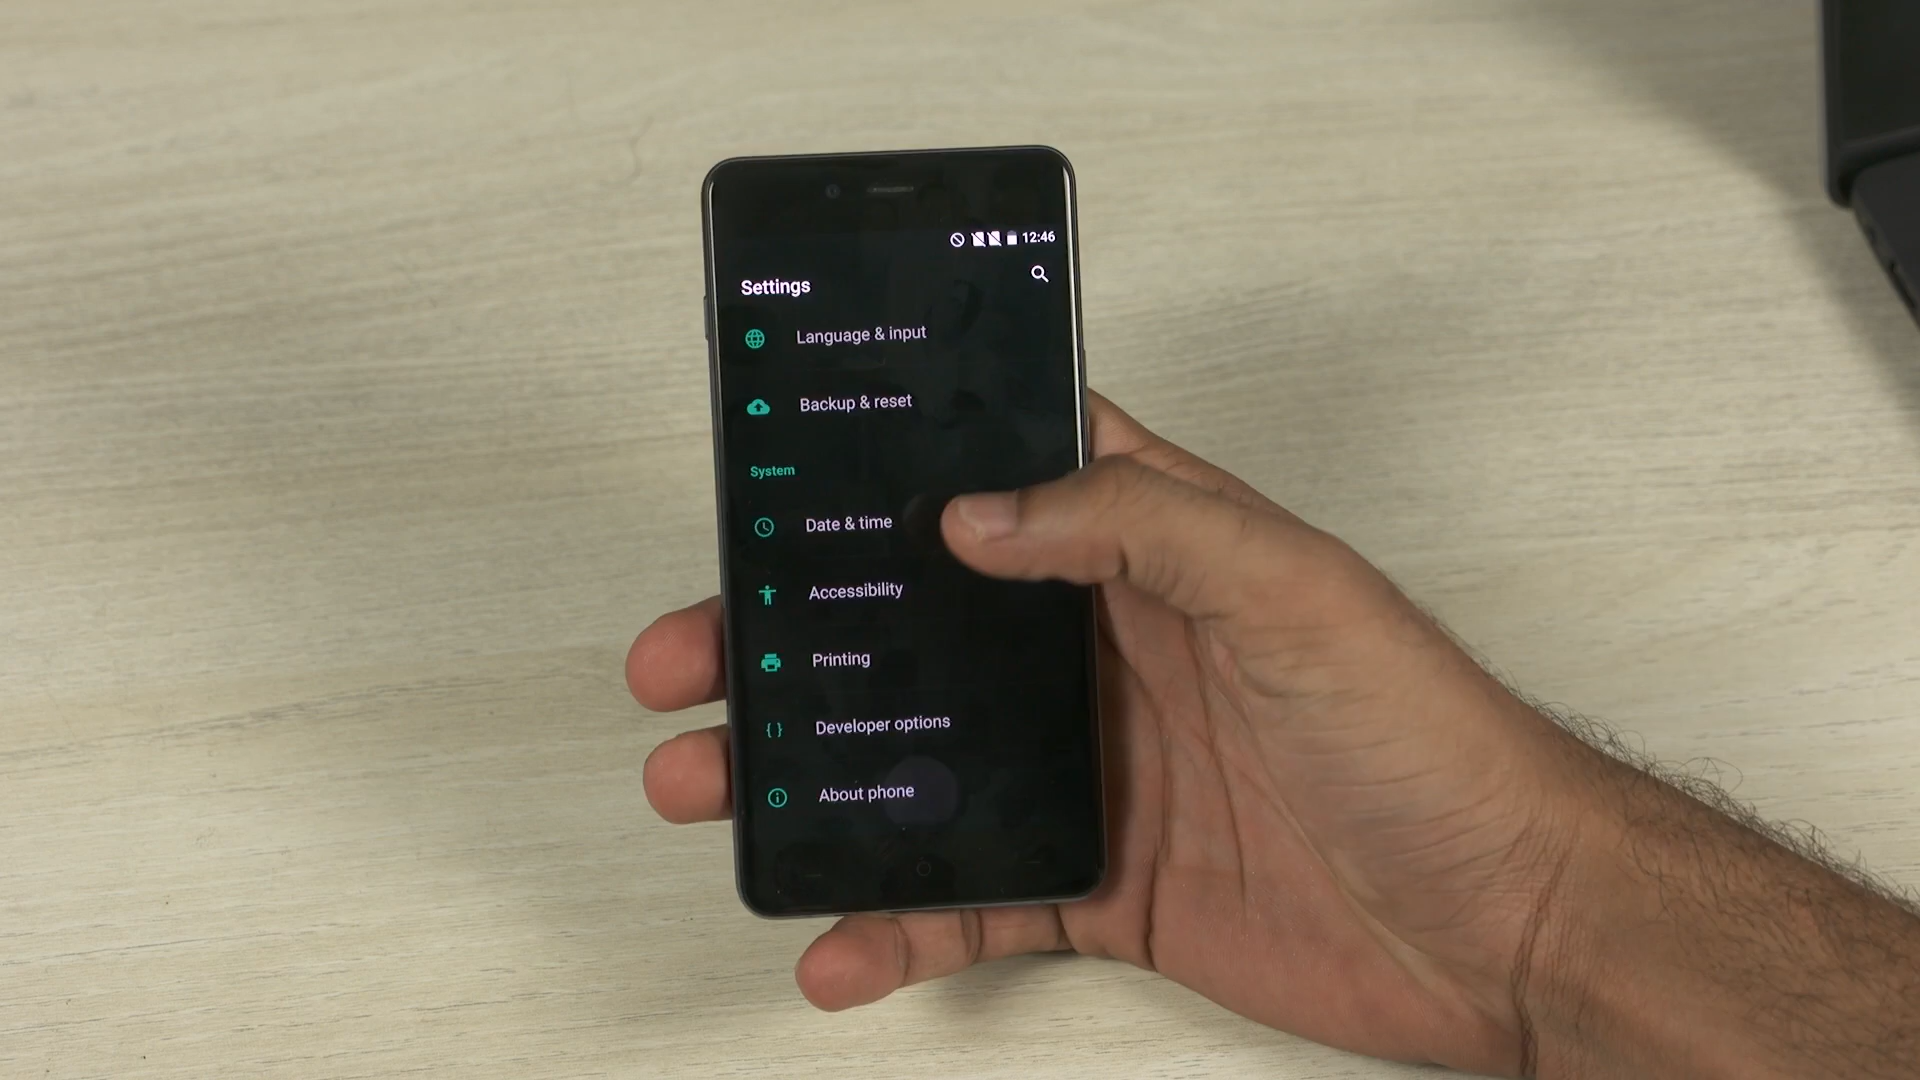 12:46
Settings
Language & input
Backup & reset
System
Date & time
Accessibility
Printing
Developer options
About phone